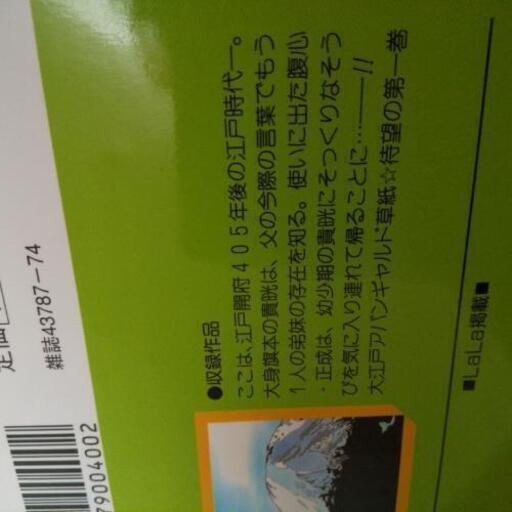 ●収録作品
ここは、江戸開府405年後の江戸時代―。
大身旗本の貴晄は、父の今際の言葉でもう
1人の弟妹の存在を知る。使いに出た腹心
・正成は、幼少期の貴晄にそっくりなそう
びを気に入り連れて帰ることに……―!!
大江戸アバンギャルド草紙☆待望の第一巻
■LaLa掲載■
雑誌43787-74
79004002